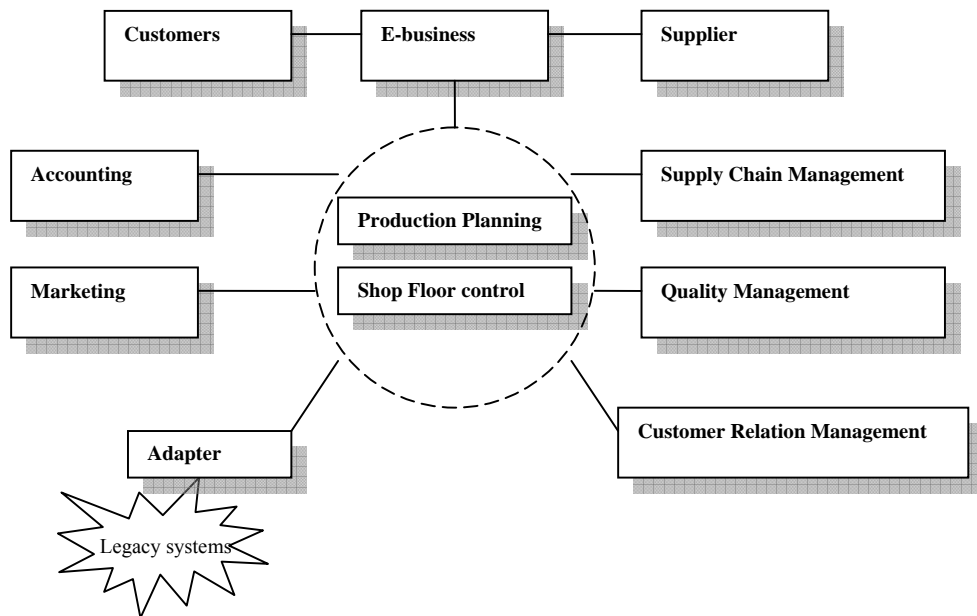 Customers
E-business
Supplier
Accounting
Supply Chain Management
Production Planning
Marketing
Shop Floor control
Quality Management
Adapter
Customer Relation Management
Legacy systems